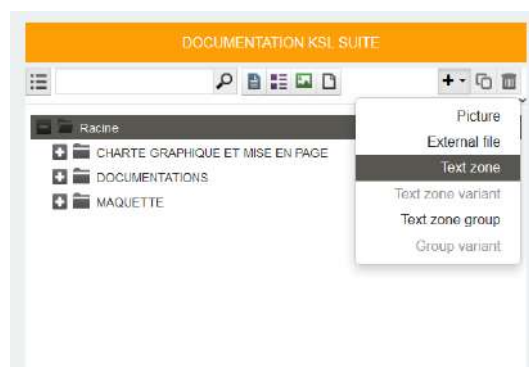 DOCUMENTATION KSL SUITE
Racine
CHARTE GRAPHIQUE ET MISE EN PAGE
DOCUMENTATIONS
MAQUETTE
Picture
External file
Text zone
Text zone variant
Text zone group
Group variant